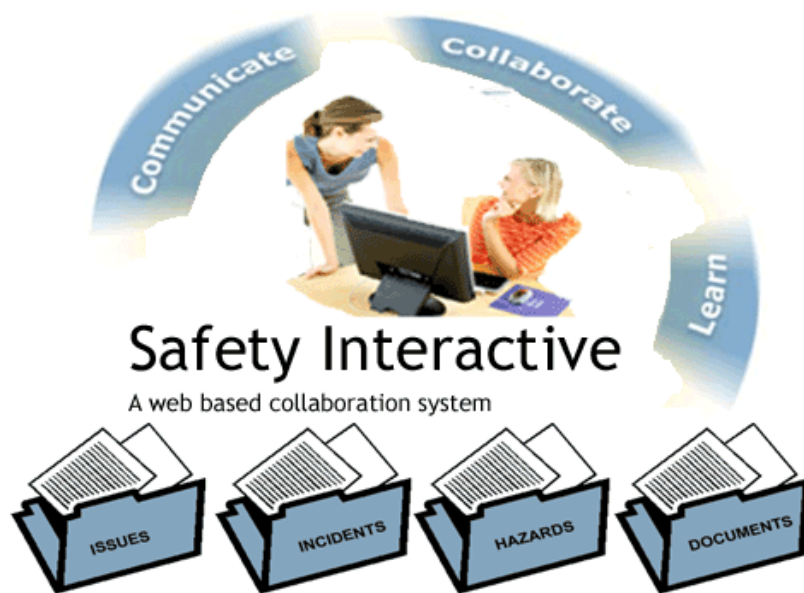 Communicate
Collaborate
Learn
Safety Interactive
A web based collaboration system
ISSUES
INCIDENTS
HAZARDS
DOCUMENTS